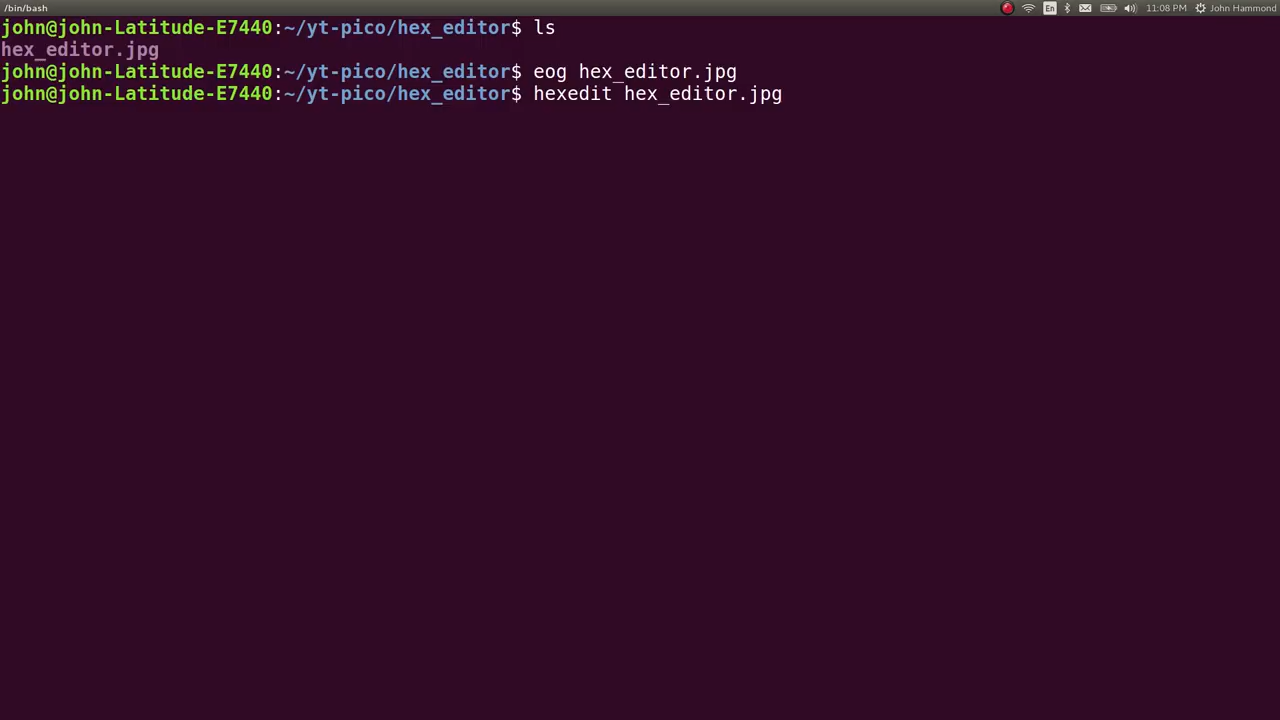 /bin/bash
En
11:08 PM
John Hammond
john@john-Latitude-E7440:~/yt-pico/hex_editor$ ls
hex_editor.jpg
john@john-Latitude-E7440:~/yt-pico/hex_editor$ eog hex_editor.jpg
john@john-Latitude-E7440:~/yt-pico/hex_editor$ hexedit hex_editor.jpg